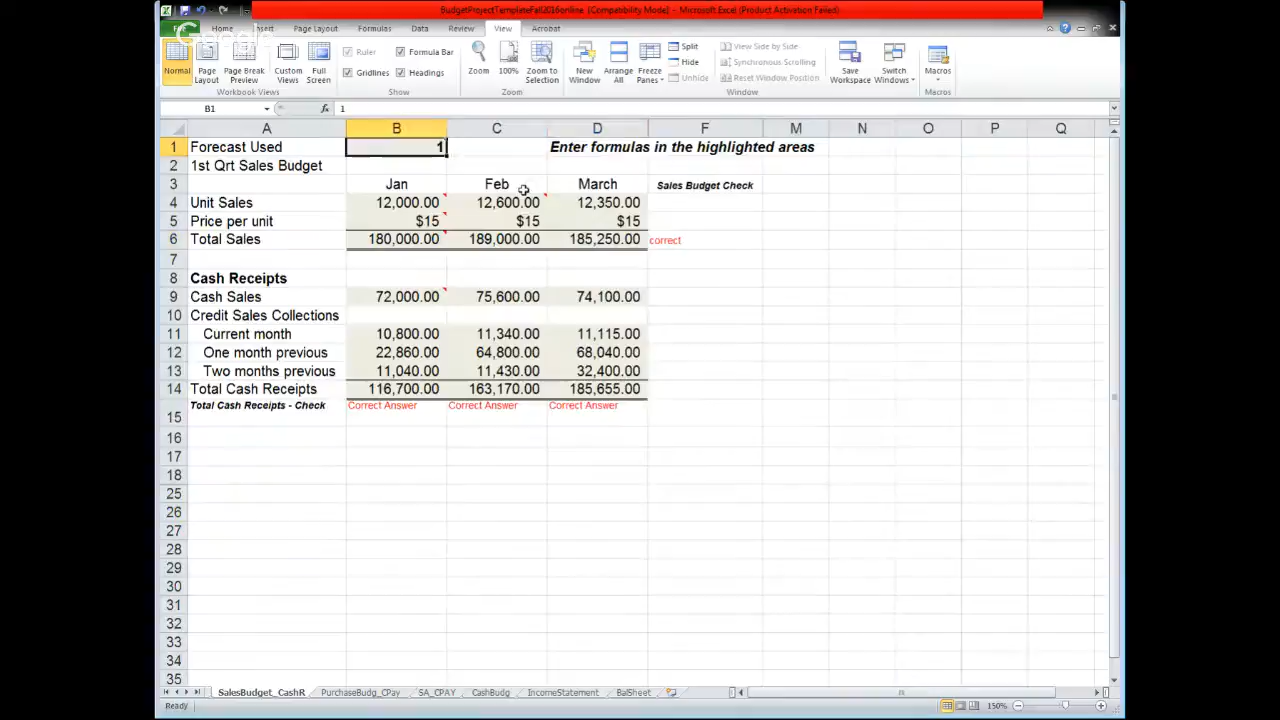 BudgetProjectTemplateFall2016online [Compatibility Mode] - Microsoft Excel (Product Activation Failed)
File Home Insert Page Layout Formulas Data Review View Acrobat
Normal Page Layout Page Break Preview Custom Views Full Screen
Ruler Formula Bar
Gridlines Headings
Zoom 100% Zoom to Selection
New Window Arrange All Freeze Panes
Split
Hide
Unhide
View Side by Side
Synchronous Scrolling
Reset Window Position
Save Workspace Switch Windows Macros
Workbook Views Show Zoom Window Macros
B1 fx 1
A B C D F M N O P Q
1 Forecast Used 1 Enter formulas in the highlighted areas
2 1st Qrt Sales Budget
3 Jan Feb March Sales Budget Check
4 Unit Sales 12,000.00 12,600.00 12,350.00
5 Price per unit $15 $15 $15
6 Total Sales 180,000.00 189,000.00 185,250.00 correct
7
8 Cash Receipts
9 Cash Sales 72,000.00 75,600.00 74,100.00
10 Credit Sales Collections
11 Current month 10,800.00 11,340.00 11,115.00
12 One month previous 22,860.00 64,800.00 68,040.00
13 Two months previous 11,040.00 11,430.00 32,400.00
14 Total Cash Receipts 116,700.00 163,170.00 185,655.00
15 Total Cash Receipts - Check Correct Answer Correct Answer Correct Answer
16
17
18
25
26
27
28
29
30
31
32
33
34
35
SalesBudget_CashR PurchaseBudg_CPay SA_CPAY CashBudg IncomeStatement BalSheet
Ready 150%